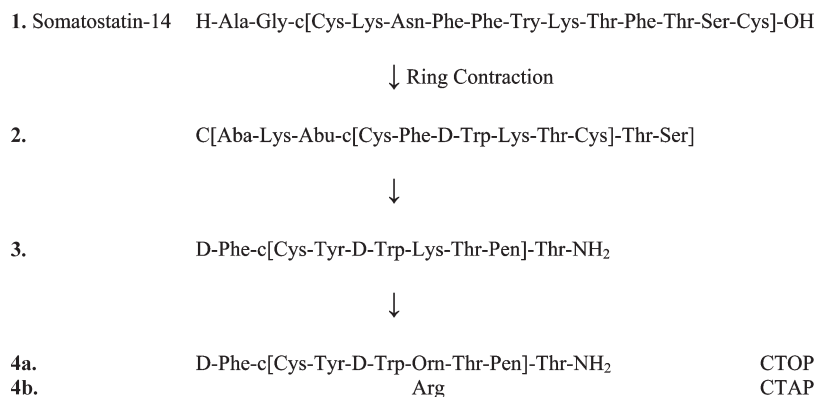 1. Somatostatin-14 H-Ala-Gly-c[Cys-Lys-Asn-Phe-Phe-Try-Lys-Thr-Phe-Thr-Ser-Cys]-OH
↓ Ring Contraction
2. C[Aba-Lys-Abu-c[Cys-Phe-D-Trp-Lys-Thr-Cys]-Thr-Ser]
↓
3. D-Phe-c[Cys-Tyr-D-Trp-Lys-Thr-Pen]-Thr-NH₂
↓
4a. D-Phe-c[Cys-Tyr-D-Trp-Orn-Thr-Pen]-Thr-NH₂ CTOP
4b. Arg CTAP